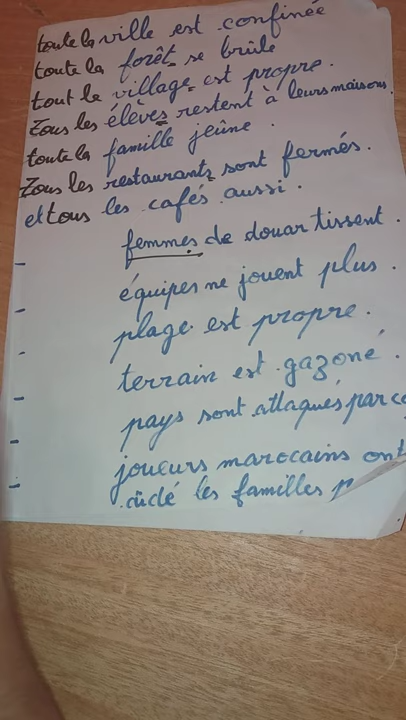 toute la ville est confinée
toute la forêt se brûle
tout le village est propre.
Tous les élèves restent à leurs maisons.
toute la famille jeûne.
Tous les restaurants sont fermés.
et tous les cafés aussi.
femmes de douar tissent.
équipes ne jouent plus.
plage est propre.
terrain est gazoné.
pays sont attaqués par ce
joueurs marocains ont
les familles p